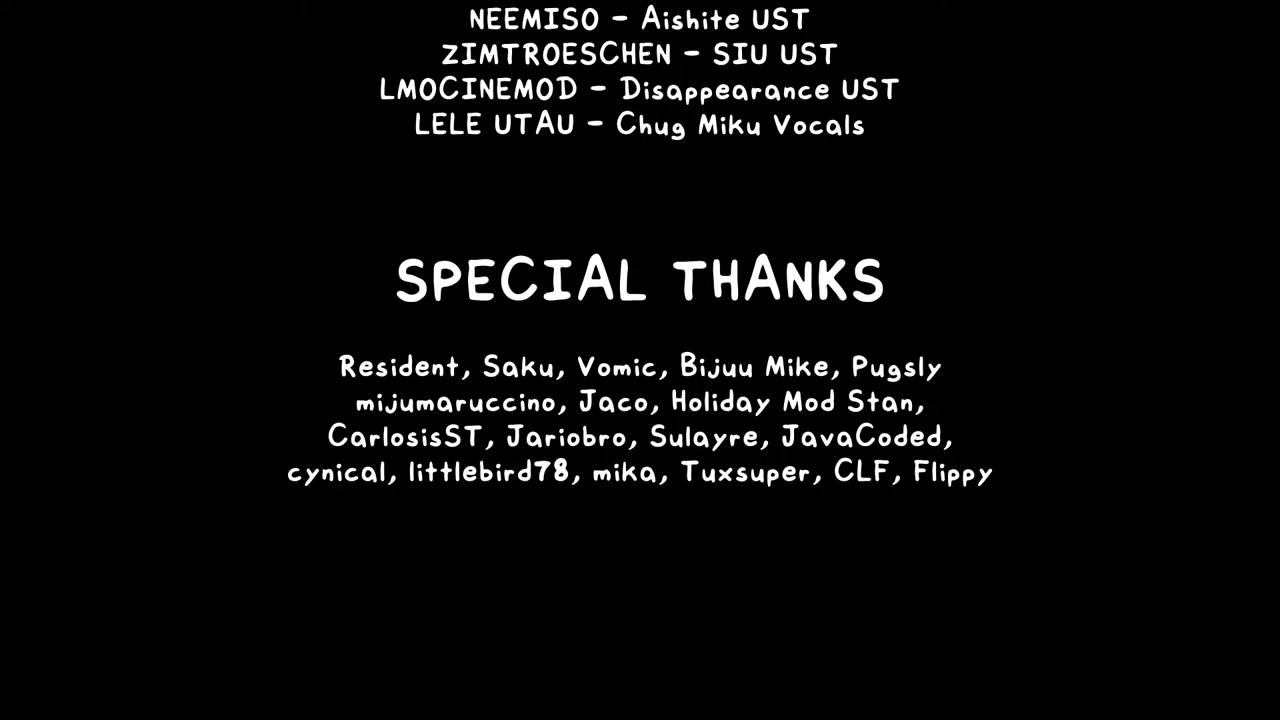 NEEMISO - Aishite UST
ZIMTROESCHEN - SIU UST
LMOCINEMOD - Disappearance UST
LELE UTAU - Chug Miku Vocals
SPECIAL THANKS
Resident, Saku, Vomic, Bijuu Mike, Pugsly
mijumaruccino, Jaco, Holiday Mod Stan,
CarlosisST, Jariobro, Sulayre, JavaCoded,
cynical, littlebird78, mika, Tuxsuper, CLF, Flippy